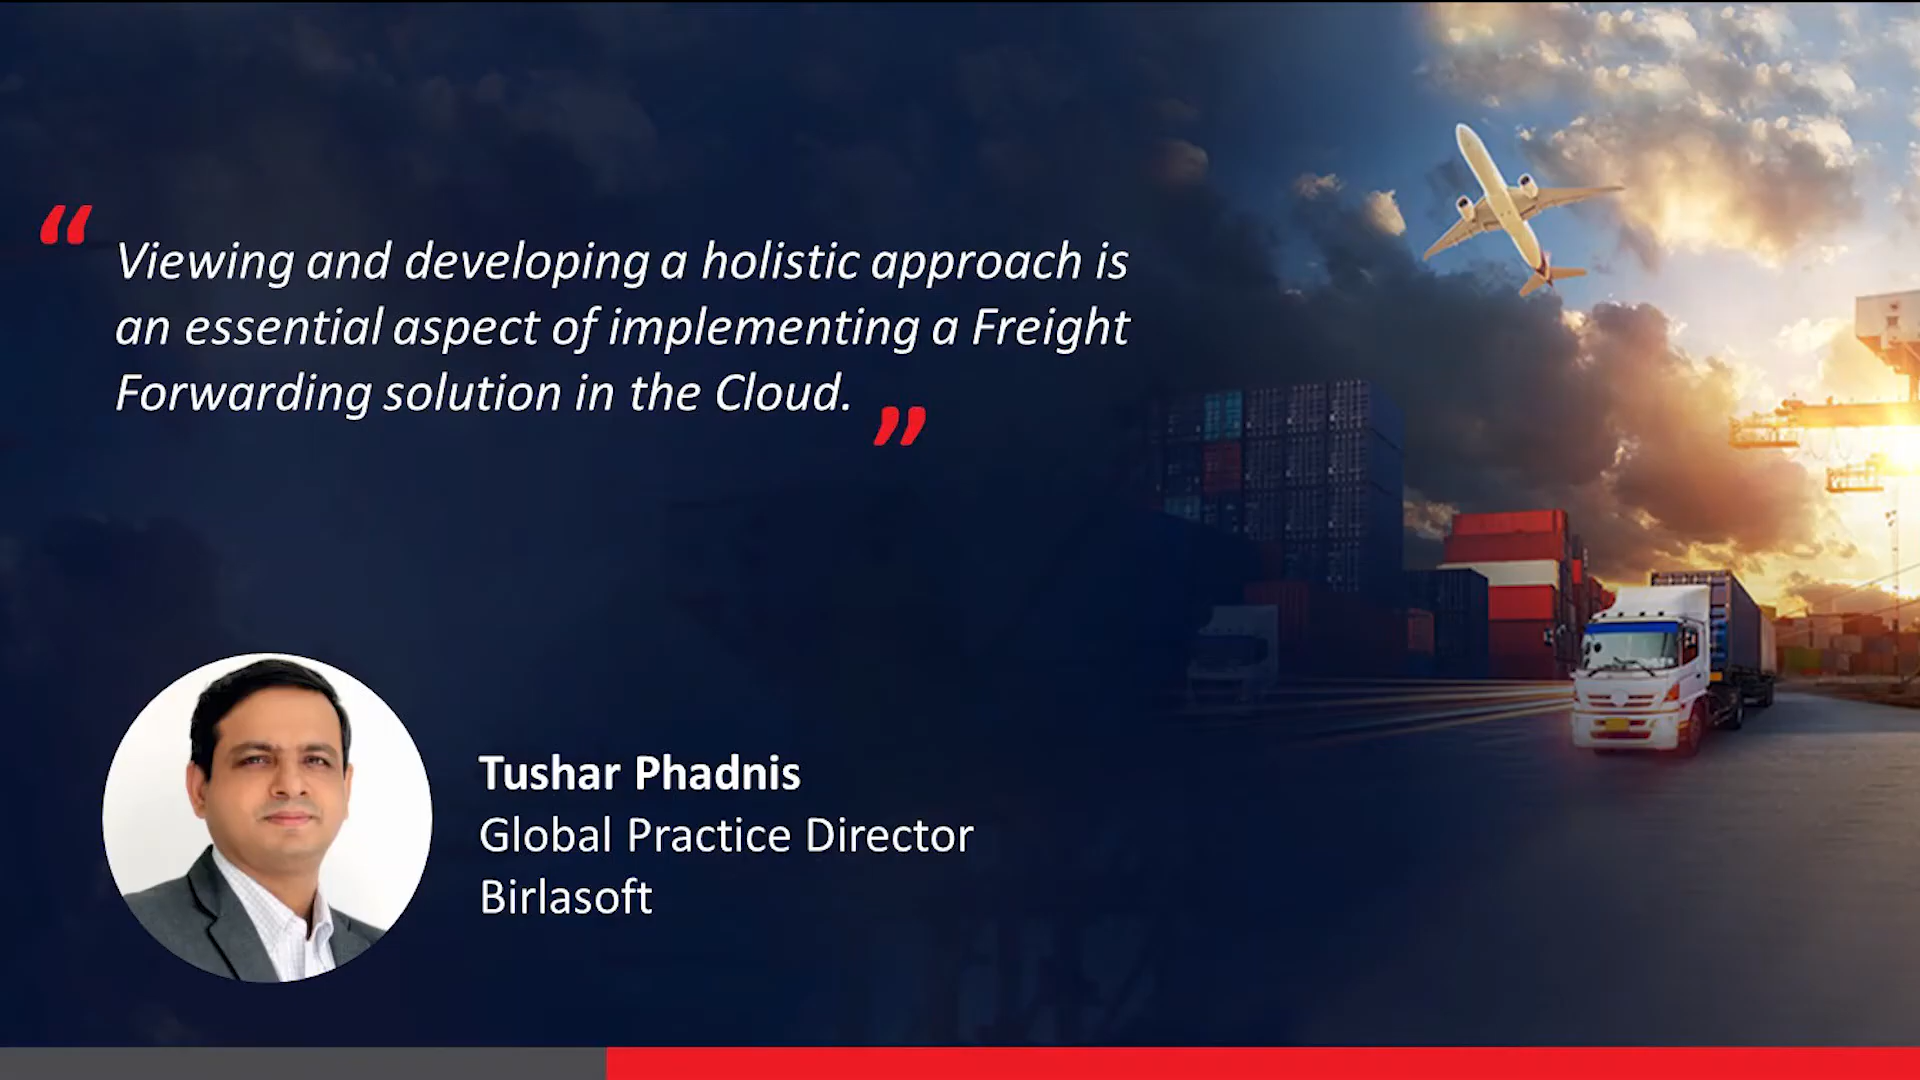 “
Viewing and developing a holistic approach is
an essential aspect of implementing a Freight
Forwarding solution in the Cloud.
”
Tushar Phadnis
Global Practice Director
Birlasoft